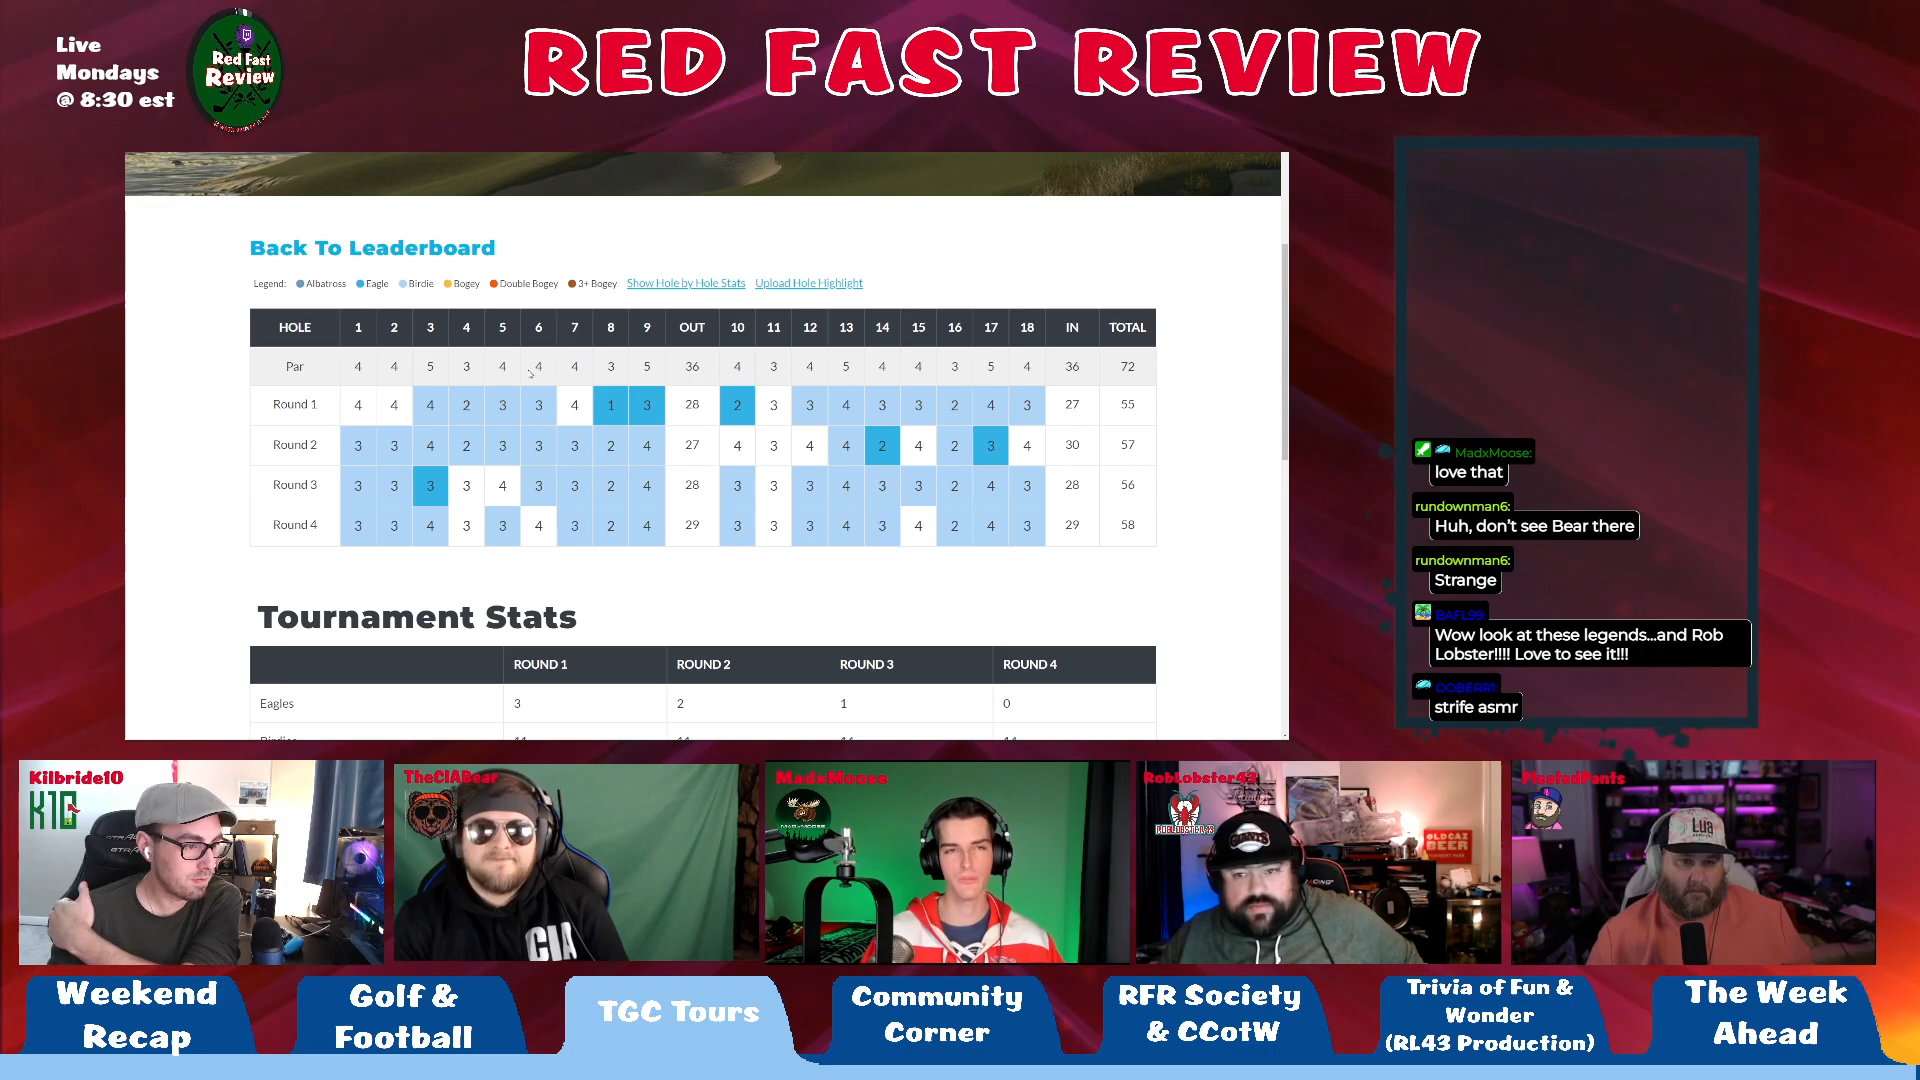 Live
Mondays
@ 8:30 est
Red Fast
Review
RED FAST REVIEW
Back To Leaderboard
Legend: Albatross Eagle Birdie Bogey Double Bogey 3+ Bogey Show Hole by Hole Stats Upload Hole Highlight
HOLE 1 2 3 4 5 6 7 8 9 OUT 10 11 12 13 14 15 16 17 18 IN TOTAL
Par 4 4 5 3 4 4 4 3 5 36 4 3 4 5 4 4 3 5 4 36 72
Round 1 4 4 4 2 3 3 4 1 3 28 2 3 3 4 3 3 2 4 3 27 55
Round 2 3 3 4 2 3 3 3 2 4 27 4 3 4 4 2 4 2 3 4 30 57
Round 3 3 3 3 3 4 3 3 2 4 28 3 3 3 4 3 3 2 4 3 28 56
Round 4 3 3 4 3 3 4 3 2 4 29 3 3 3 4 3 4 2 4 3 29 58
Tournament Stats
ROUND 1 ROUND 2 ROUND 3 ROUND 4
Eagles 3 2 1 0
MadxMoose:
love that
rundownman6:
Huh, don't see Bear there
rundownman6:
Strange
BAFL99:
Wow look at these legends...and Rob
Lobster!!!! Love to see it!!!
OOBERR1:
strife asmr
Kilbride10
K10
TheCIABear
CIA
MadxMoose
MADXMOOSE
RobLobster43
ROBLOBSTER43
GIANTS
OLD CAZ
BEER
PleatedPants
Lua
Weekend
Recap
Golf &
Football
TGC Tours
Community
Corner
RFR Society
& CCotW
Trivia of Fun &
Wonder
(RL43 Production)
The Week
Ahead